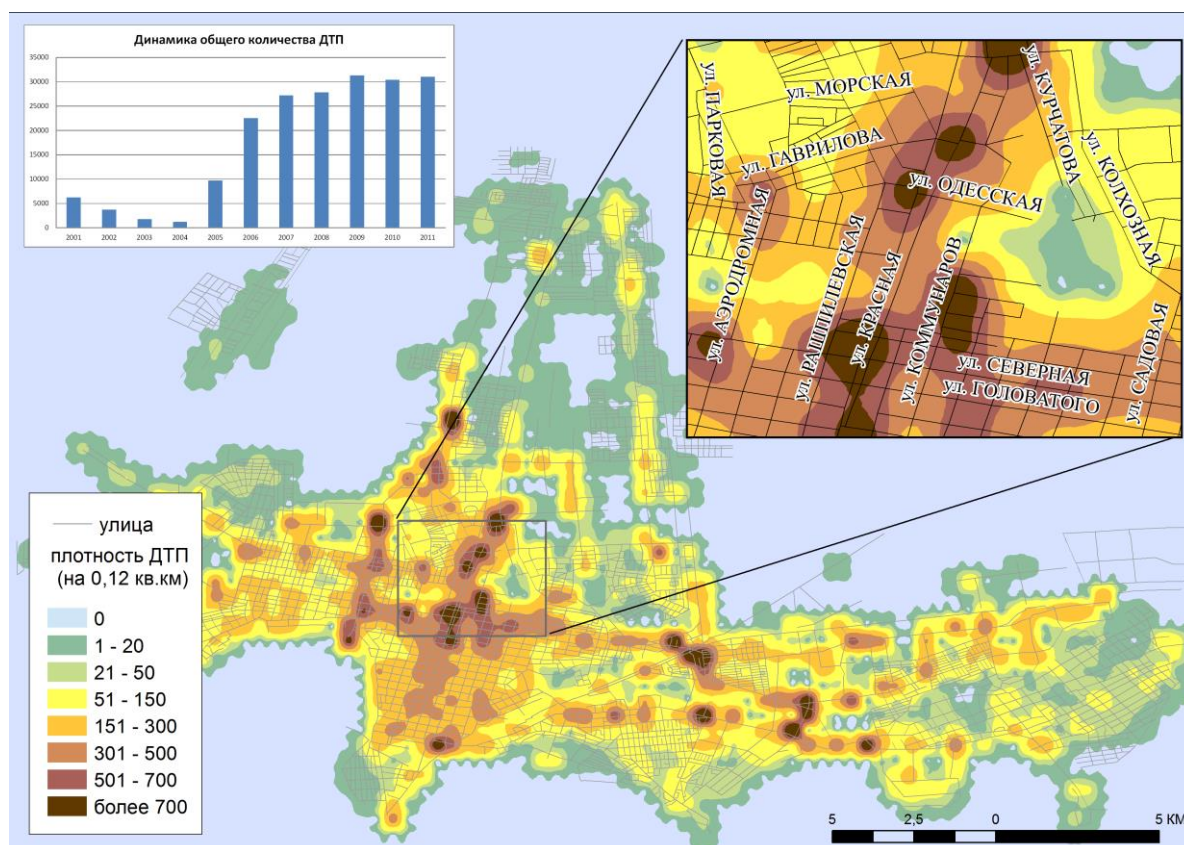 Динамика общего количества ДТП
35000
30000
25000
20000
15000
10000
5000
0
2001 2002 2003 2004 2005 2006 2007 2008 2009 2010 2011
ул. ПАРКОВАЯ
ул. МОРСКАЯ
ул. КУРЧАТОВА
ул. ГАВРИЛОВА
ул. КОЛХОЗНАЯ
ул. ОДЕССКАЯ
ул. АЭРОДРОМНАЯ
ул. РАШПИЛЕВСКАЯ
ул. КРАСНАЯ
ул. КОММУНАРОВ
ул. СЕВЕРНАЯ
ул. ГОЛОВАТОГО
ул. САДОВАЯ
улица
плотность ДТП
(на 0,12 кв.км)
0
1 - 20
21 - 50
51 - 150
151 - 300
301 - 500
501 - 700
более 700
5 2,5 0 5 КМ